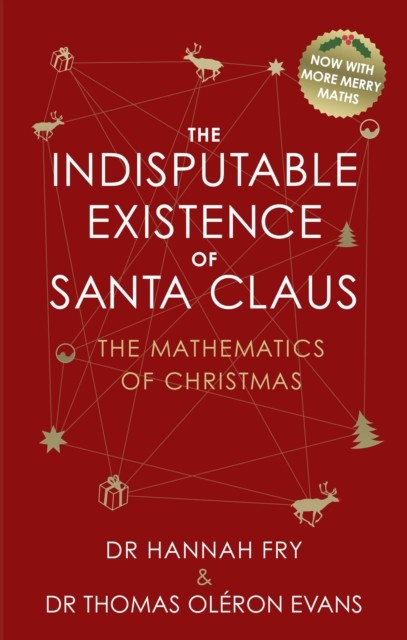 NOW WITH
MORE MERRY
MATHS
THE
INDISPUTABLE
EXISTENCE
OF
SANTA CLAUS
THE MATHEMATICS
OF CHRISTMAS
DR HANNAH FRY
&
DR THOMAS OLÉRON EVANS